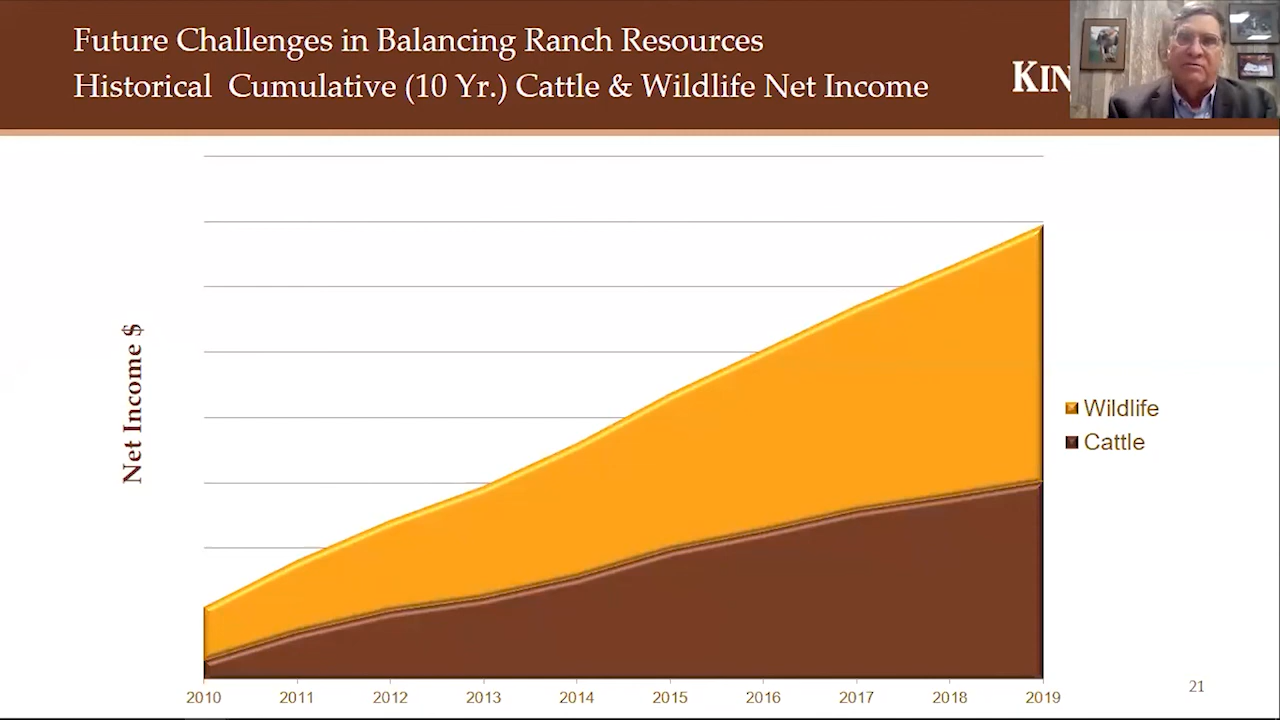 Future Challenges in Balancing Ranch Resources
Historical Cumulative (10 Yr.) Cattle & Wildlife Net Income
KIN
Net Income $
Wildlife
Cattle
2010 2011 2012 2013 2014 2015 2016 2017 2018 2019
21